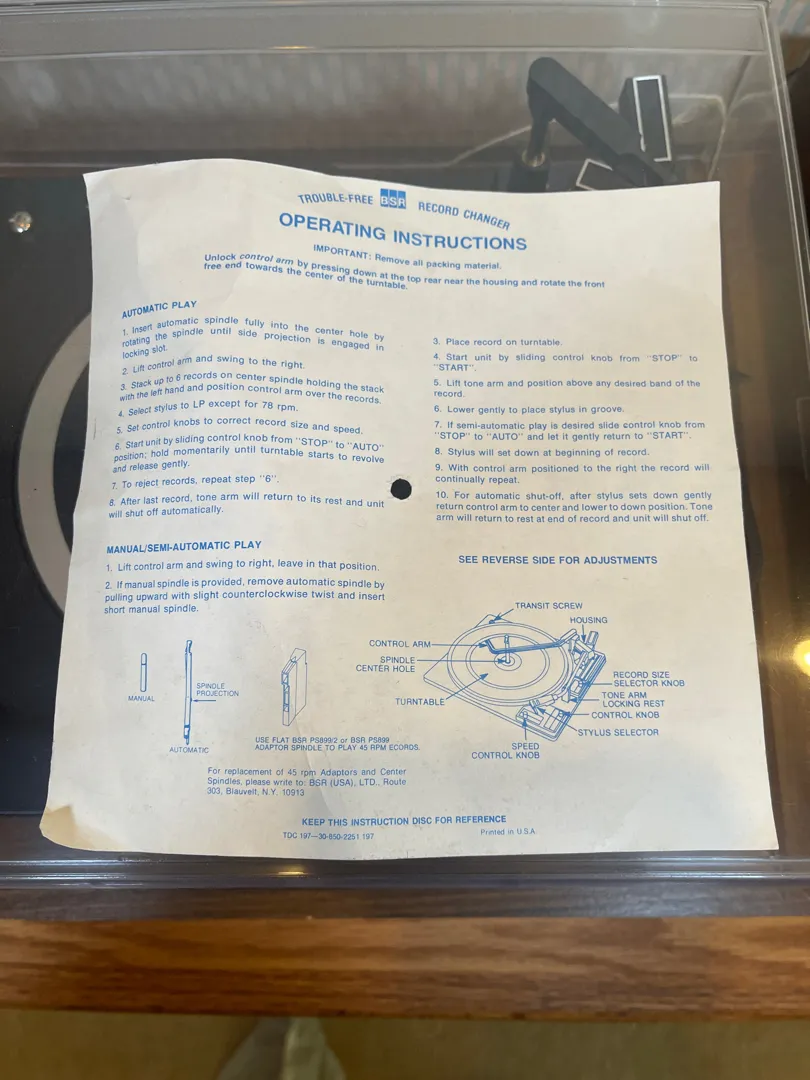 TROUBLE-FREE BSR RECORD CHANGER
OPERATING INSTRUCTIONS
IMPORTANT: Remove all packing material.
Unlock control arm by pressing down at the top rear near the housing and rotate the front
free end towards the center of the turntable.
AUTOMATIC PLAY
1. Insert automatic spindle fully into the center hole by
rotating the spindle until side projection is engaged in
locking slot.
2. Lift control arm and swing to the right.
3. Stack up to 6 records on center spindle holding the stack
with the left hand and position control arm over the records.
4. Select stylus to LP except for 78 rpm.
5. Set control knobs to correct record size and speed.
6. Start unit by sliding control knob from "STOP" to "AUTO"
position; hold momentarily until turntable starts to revolve
and release gently.
7. To reject records, repeat step "6".
8. After last record, tone arm will return to its rest and unit
will shut off automatically.
MANUAL/SEMI-AUTOMATIC PLAY
1. Lift control arm and swing to right, leave in that position.
2. If manual spindle is provided, remove automatic spindle by
pulling upward with slight counterclockwise twist and insert
short manual spindle.
3. Place record on turntable.
4. Start unit by sliding control knob from "STOP" to
"START".
5. Lift tone arm and position above any desired band of the
record.
6. Lower gently to place stylus in groove.
7. If semi-automatic play is desired slide control knob from
"STOP" to "AUTO" and let it gently return to "START".
8. Stylus will set down at beginning of record.
9. With control arm positioned to the right the record will
continually repeat.
10. For automatic shut-off, after stylus sets down gently
return control arm to center and lower to down position. Tone
arm will return to rest at end of record and unit will shut off.
SEE REVERSE SIDE FOR ADJUSTMENTS
MANUAL
SPINDLE
PROJECTION
AUTOMATIC
USE FLAT BSR PS899/2 or BSR PS899
ADAPTOR SPINDLE TO PLAY 45 RPM ECORDS.
TRANSIT SCREW
HOUSING
CONTROL ARM
SPINDLE
CENTER HOLE
TURNTABLE
RECORD SIZE
SELECTOR KNOB
TONE ARM
LOCKING REST
CONTROL KNOB
STYLUS SELECTOR
SPEED
CONTROL KNOB
For replacement of 45 rpm Adaptors and Center
Spindles, please write to: BSR (USA), LTD., Route
303, Blauvelt, N.Y. 10913
KEEP THIS INSTRUCTION DISC FOR REFERENCE
TDC 197—30-850-2251 197
Printed in U.S.A.